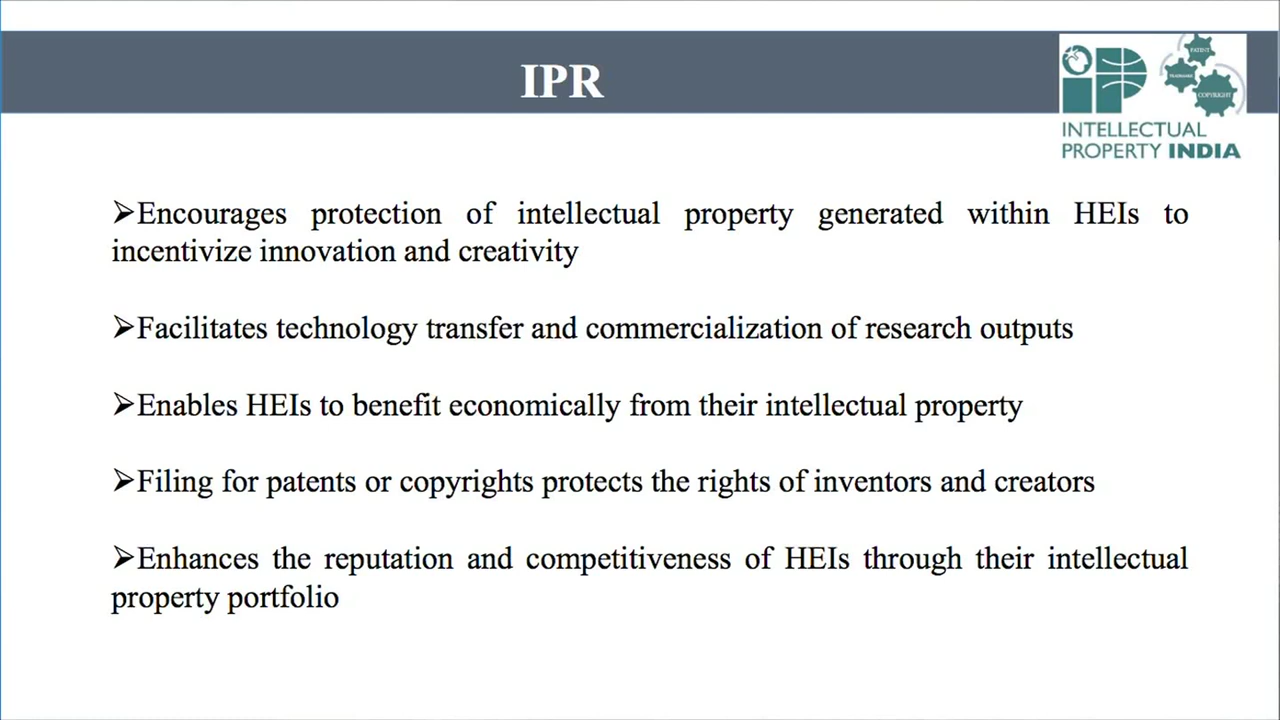 IPR
PATENT
TRADEMARK
COPYRIGHT
INTELLECTUAL
PROPERTY INDIA
➢Encourages protection of intellectual property generated within HEIs to
incentivize innovation and creativity
➢Facilitates technology transfer and commercialization of research outputs
➢Enables HEIs to benefit economically from their intellectual property
➢Filing for patents or copyrights protects the rights of inventors and creators
➢Enhances the reputation and competitiveness of HEIs through their intellectual
property portfolio